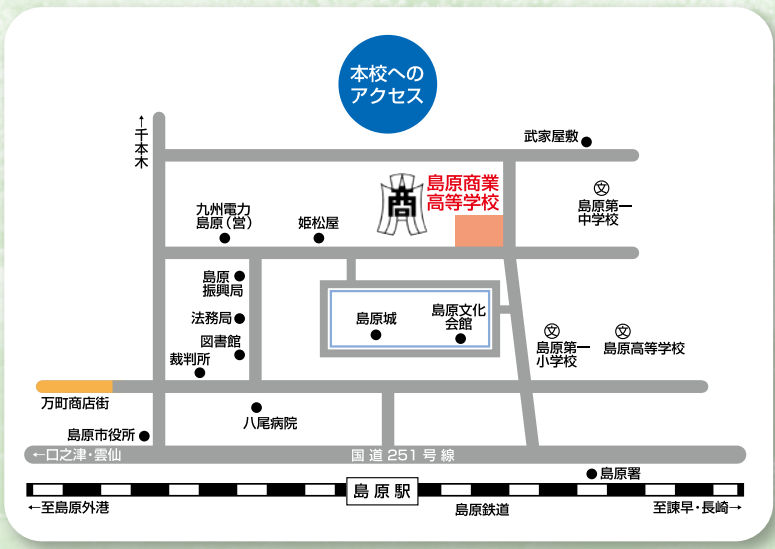 本校への
アクセス
←千本木
武家屋敷
商
島原商業
高等学校
文
島原第一
中学校
九州電力
島原(営)
姫松屋
島原
振興局
法務局
図書館
裁判所
島原城
島原文化
会館
文
島原第一
小学校
文
島原高等学校
万町商店街
八尾病院
島原市役所
←口之津・雲仙
国道251号線
島原署
島原駅
←至島原外港
島原鉄道
至諫早・長崎→